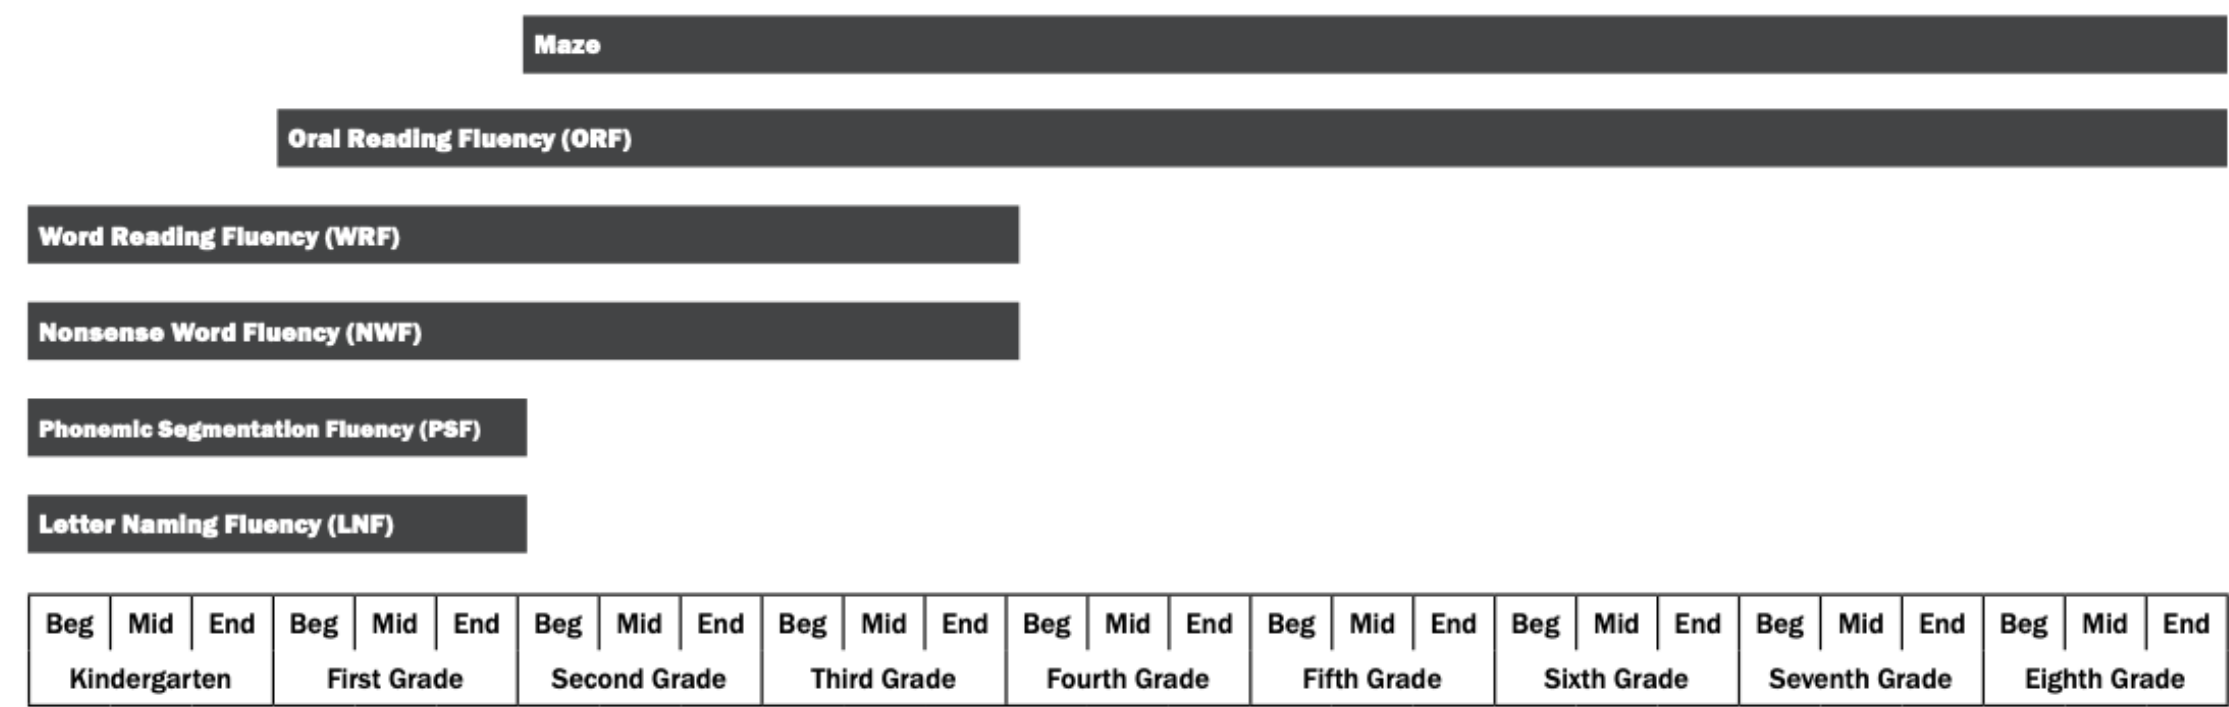 Maze
Oral Reading Fluency (ORF)
Word Reading Fluency (WRF)
Nonsense Word Fluency (NWF)
Phonemic Segmentation Fluency (PSF)
Letter Naming Fluency (LNF)
Beg Mid End Beg Mid End Beg Mid End Beg Mid End Beg Mid End Beg Mid End Beg Mid End Beg Mid End Beg Mid End
Kindergarten First Grade Second Grade Third Grade Fourth Grade Fifth Grade Sixth Grade Seventh Grade Eighth Grade